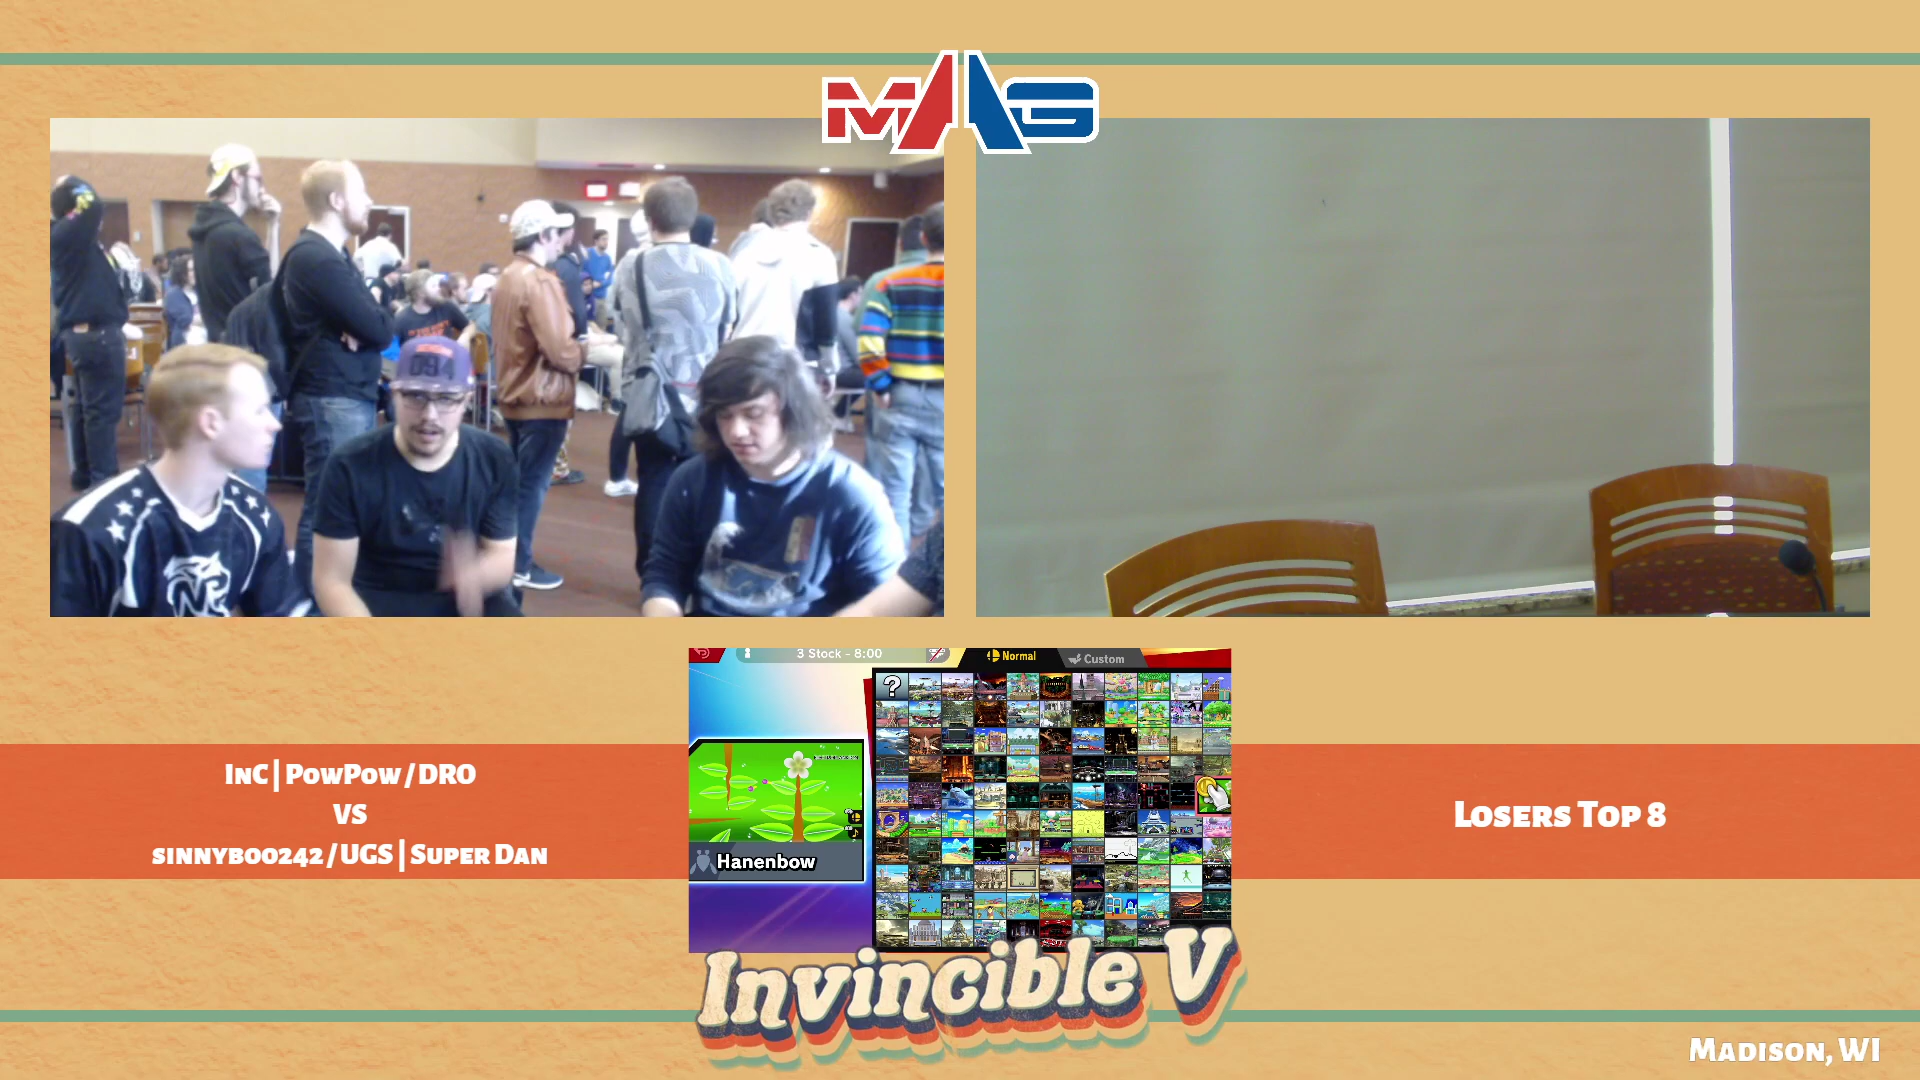 MAG
094
3 Stock - 8:00
Normal
Custom
?
Hanenbow
InC | PowPow / DRO
vs
sinnyboo242 / UGS | Super Dan
Losers Top 8
Invincible V
Madison, WI